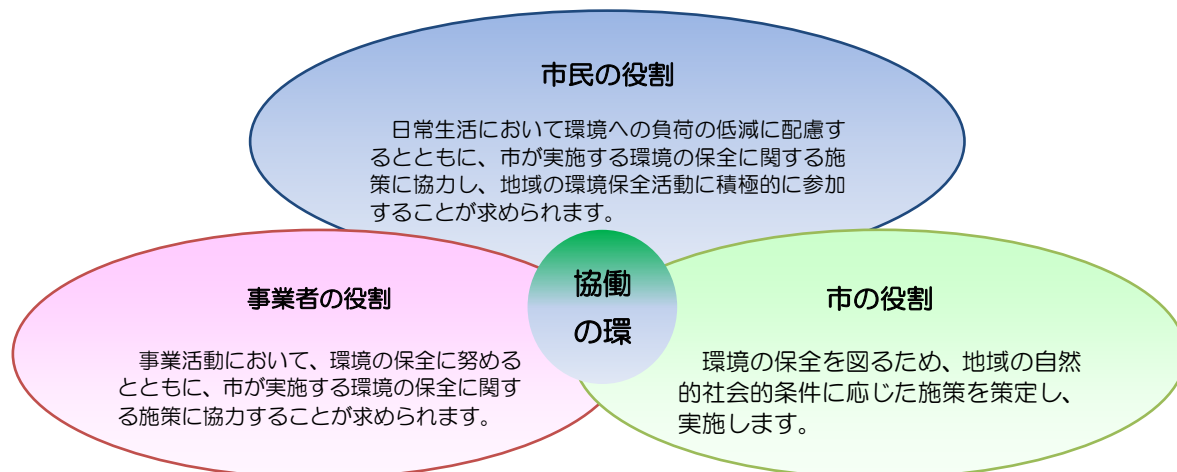 市民の役割
日常生活において環境への負荷の低減に配慮す
るとともに、市が実施する環境の保全に関する施
策に協力し、地域の環境保全活動に積極的に参加
することが求められます。
協働
の環
事業者の役割
事業活動において、環境の保全に努める
とともに、市が実施する環境の保全に関す
る施策に協力することが求められます。
市の役割
環境の保全を図るため、地域の自然
的社会的条件に応じた施策を策定し、
実施します。